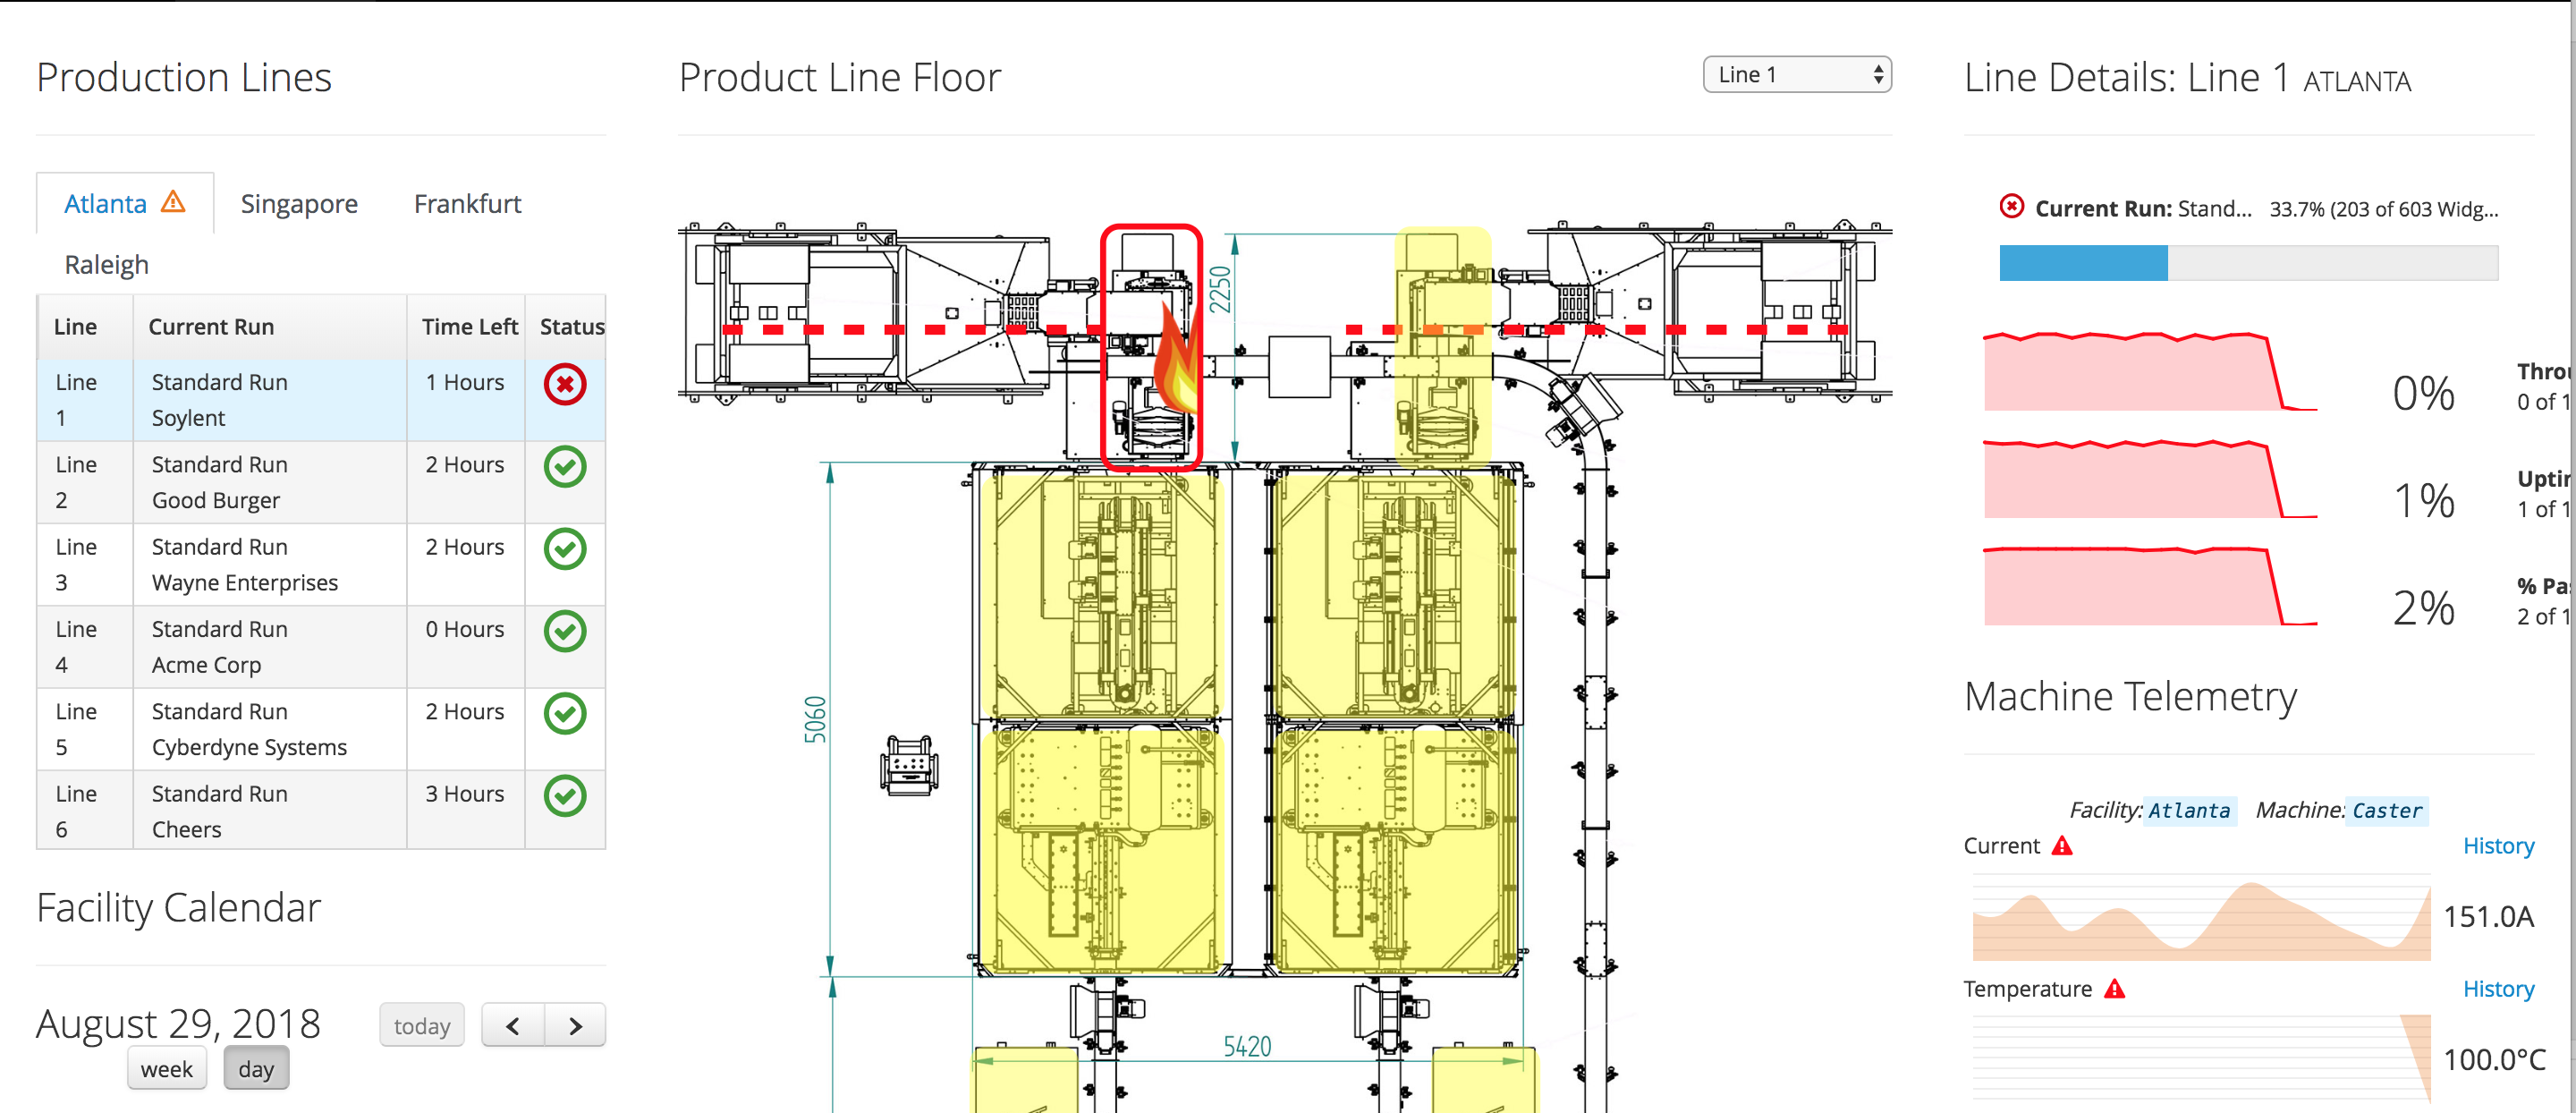 Production Lines
Atlanta
Singapore
Frankfurt
Raleigh
Line
Current Run
Time Left
Status
Line 1
Standard Run
Soylent
1 Hours
Line 2
Standard Run
Good Burger
2 Hours
Line 3
Standard Run
Wayne Enterprises
2 Hours
Line 4
Standard Run
Acme Corp
0 Hours
Line 5
Standard Run
Cyberdyne Systems
2 Hours
Line 6
Standard Run
Cheers
3 Hours
Facility Calendar
August 29, 2018
today
week
day
Product Line Floor
Line 1
2250
5060
5420
Line Details: Line 1 ATLANTA
Current Run: Stand... 33.7% (203 of 603 Widg...
0%
Throu
0 of 1
1%
Uptin
1 of 1
2%
% Pa
2 of 1
Machine Telemetry
Facility: Atlanta Machine: Caster
Current
History
151.0A
Temperature
History
100.0°C